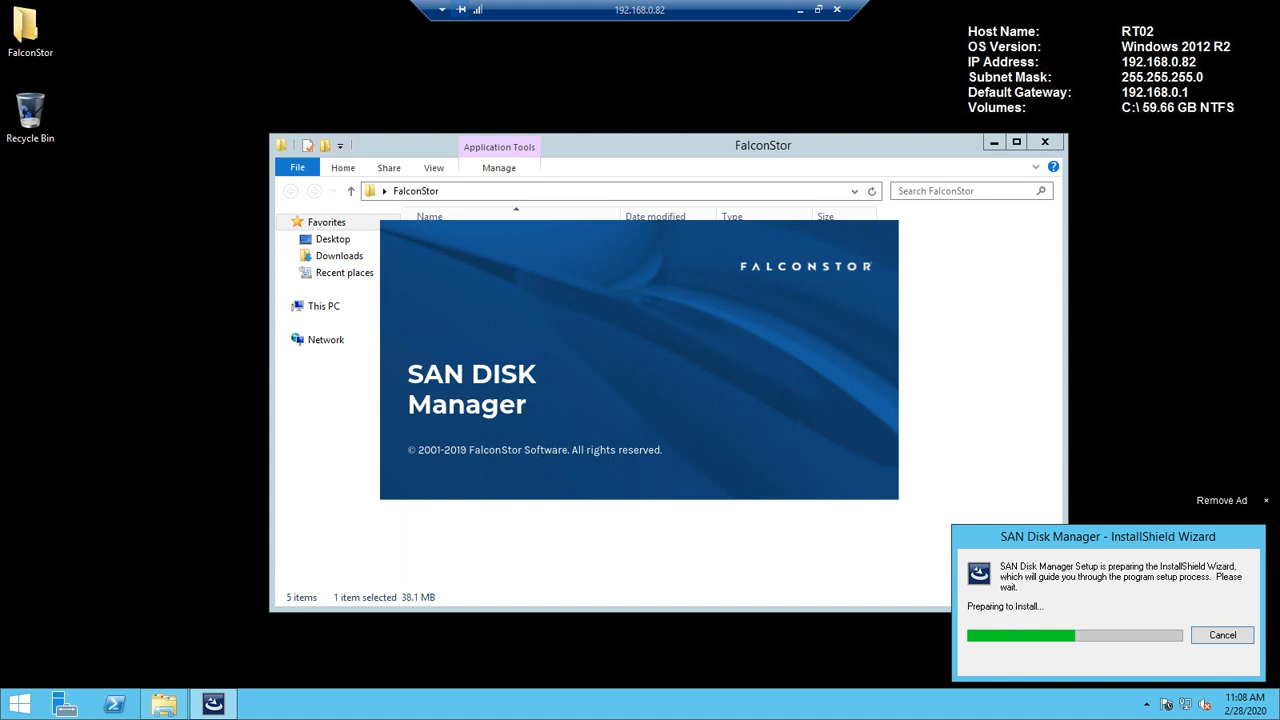 192.168.0.82
FalconStor
Recycle Bin
Host Name: RT02
OS Version: Windows 2012 R2
IP Address: 192.168.0.82
Subnet Mask: 255.255.255.0
Default Gateway: 192.168.0.1
Volumes: C:\ 59.66 GB NTFS
Application Tools
FalconStor
File Home Share View Manage
FalconStor
Search FalconStor
Favorites
Desktop
Downloads
Recent places
This PC
Network
Name Date modified Type Size
FALCONSTOR
SAN DISK
Manager
© 2001-2019 FalconStor Software. All rights reserved.
5 items 1 item selected 38.1 MB
Remove Ad ×
SAN Disk Manager - InstallShield Wizard
SAN Disk Manager Setup is preparing the InstallShield Wizard,
which will guide you through the program setup process. Please
wait.
Preparing to Install...
Cancel
11:08 AM
2/28/2020